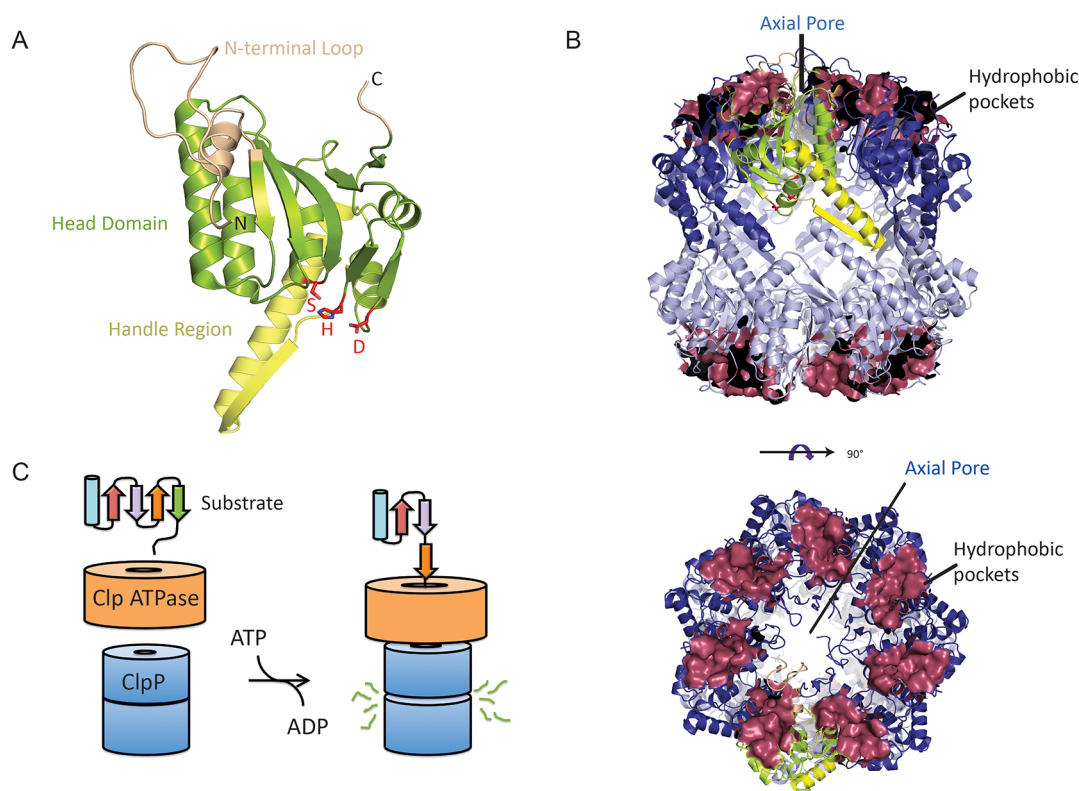 A
N-terminal Loop
C
Head Domain
N
Handle Region
S
H
D
B
Axial Pore
Hydrophobic
pockets
90°
Axial Pore
Hydrophobic
pockets
C
Substrate
Clp ATPase
ClpP
ATP
ADP